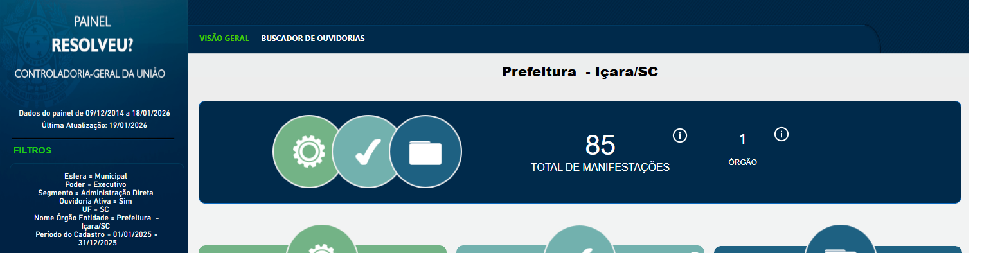 PAINEL
RESOLVEU?
CONTROLADORIA-GERAL DA UNIÃO
Dados do painel de 09/12/2014 a 18/01/2026
Última Atualização: 19/01/2026
FILTROS
Esfera = Municipal
Poder = Executivo
Segmento = Administração Direta
Ouvidoria Ativa = Sim
UF = SC
Nome Órgão Entidade = Prefeitura  -
Içara/SC
Período do Cadastro = 01/01/2025 -
31/12/2025
VISÃO GERAL BUSCADOR DE OUVIDORIAS
Prefeitura  - Içara/SC
85
TOTAL DE MANIFESTAÇÕES
1
ÓRGÃO